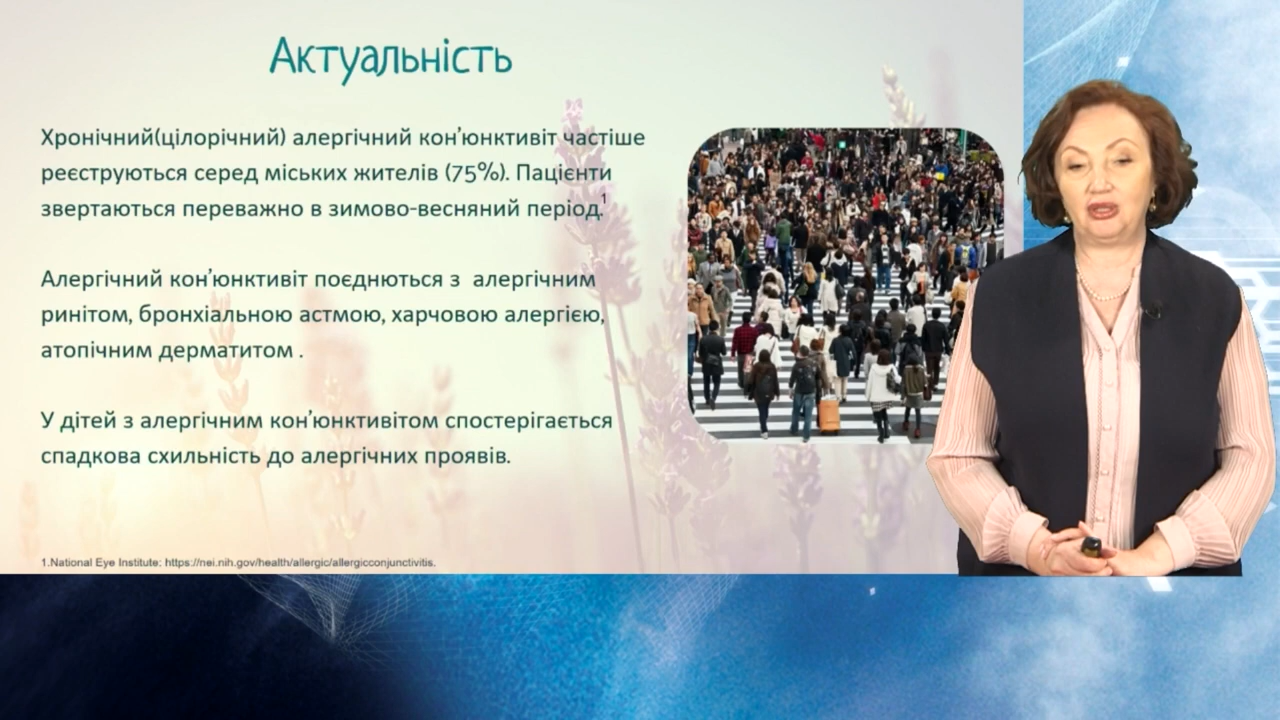 Актуальність
Хронічний(цілорічний) алергічний кон’юнктивіт частіше
реєструються серед міських жителів (75%). Пацієнти
звертаються переважно в зимово-весняний період.¹
Алергічний кон’юнктивіт поєднюється з алергічним
ринітом, бронхіальною астмою, харчовою алергією,
атопічним дерматитом .
У дітей з алергічним кон’юнктивітом спостерігається
спадкова схильність до алергічних проявів.
1.National Eye Institute: https://nei.nih.gov/health/allergic/allergicconjunctivitis.